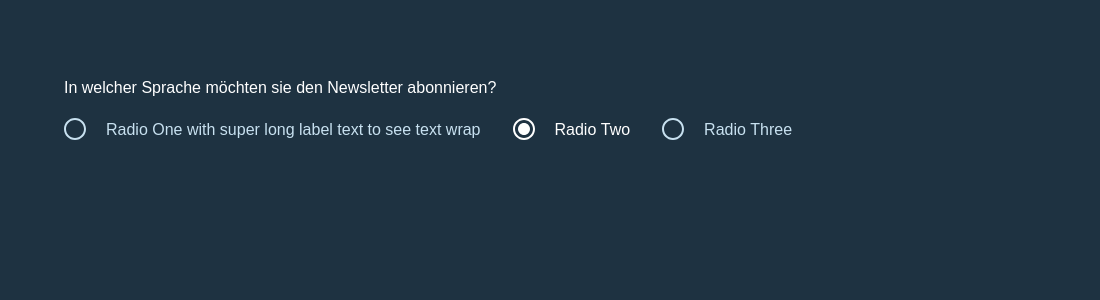 In welcher Sprache möchten sie den Newsletter abonnieren?
Radio One with super long label text to see text wrap Radio Two Radio Three